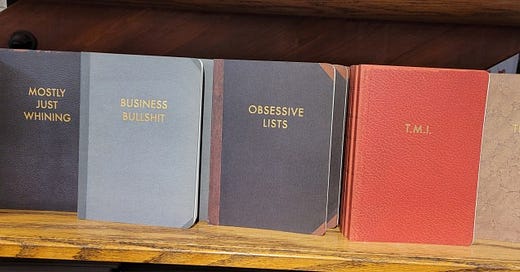 MOSTLY
JUST
WHINING
BUSINESS
BULLSHIT
OBSESSIVE
LISTS
T.M.I.